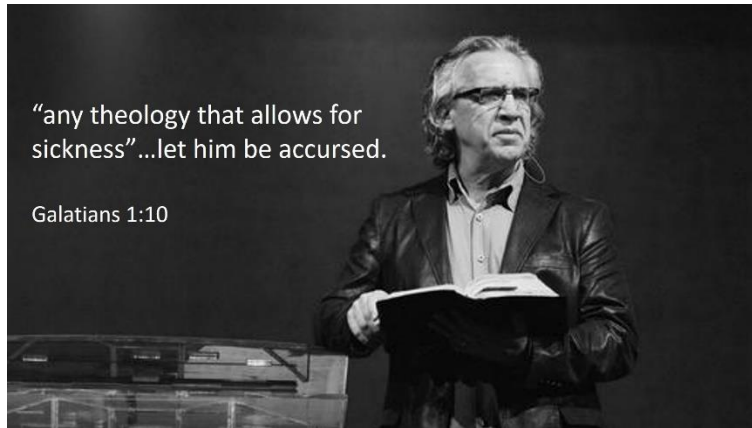 “any theology that allows for
sickness”...let him be accursed.
Galatians 1:10